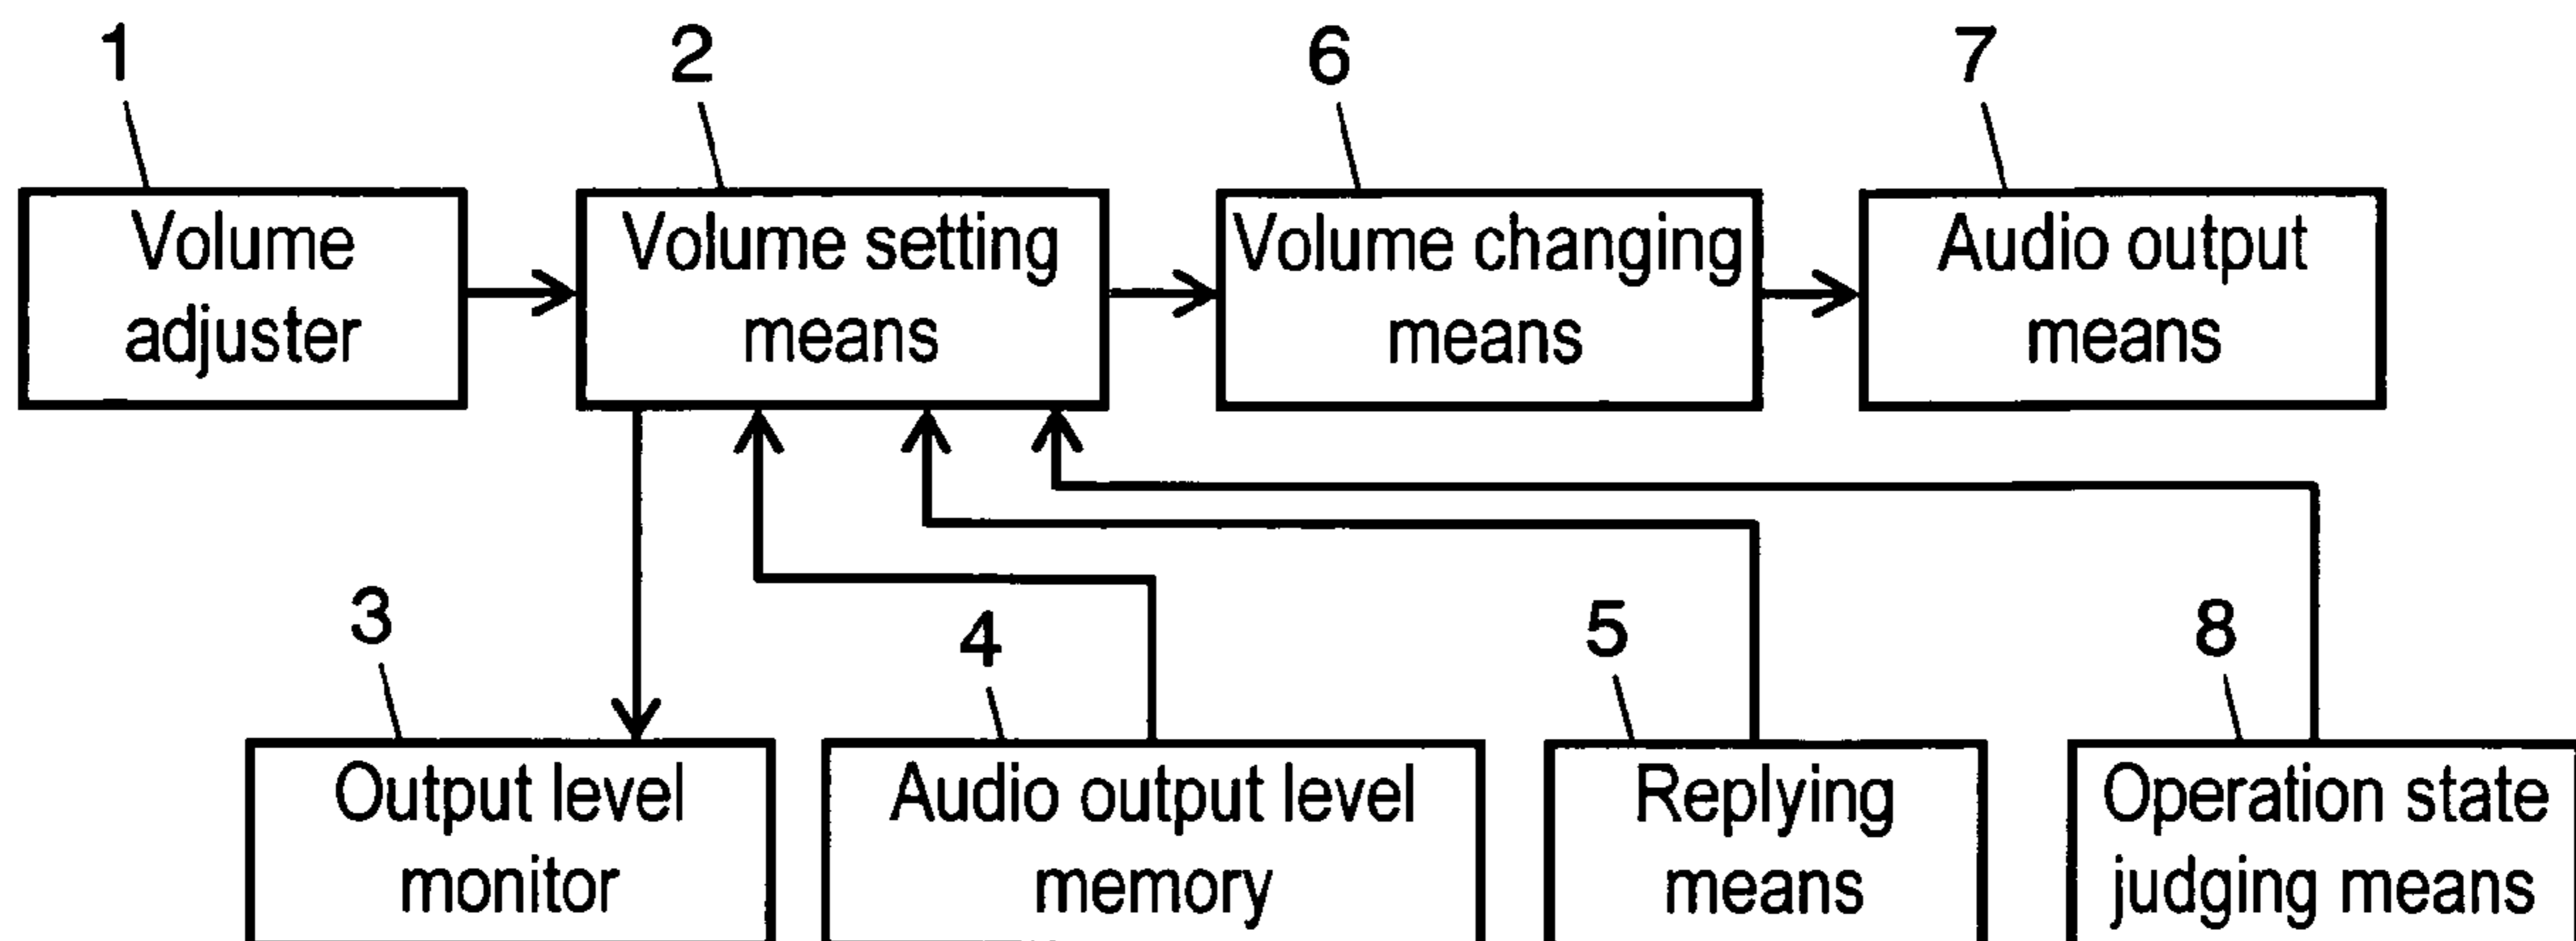 1
2
6
7
Volume
adjuster
Volume setting
means
Volume changing
means
Audio output
means
3
4
5
8
Output level
monitor
Audio output level
memory
Replying
means
Operation state
judging means